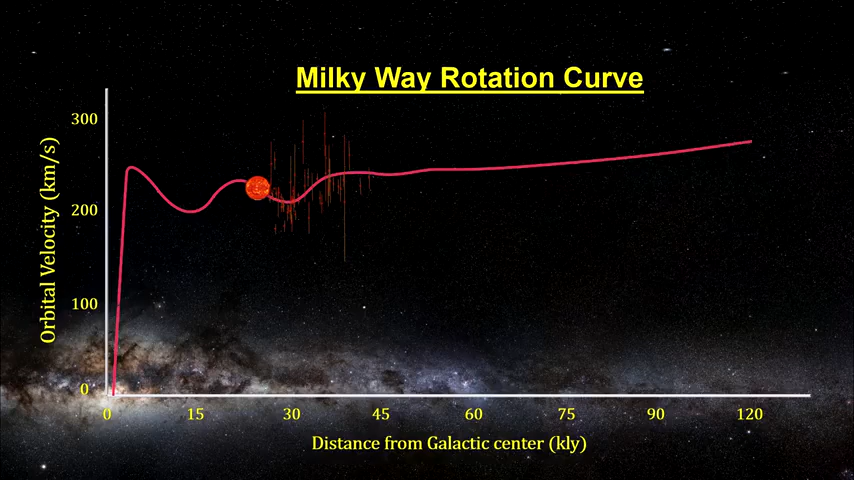 Milky Way Rotation Curve
Orbital Velocity (km/s)
300
200
100
0
0 15 30 45 60 75 90 120
Distance from Galactic center (kly)